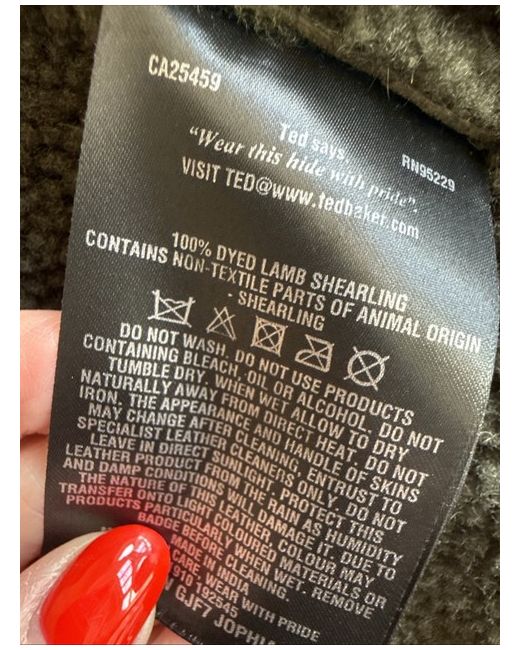 CA25459
Ted says,
"Wear this hide with pride".
RN95229
VISIT TED@www.tedbaker.com
100% DYED LAMB SHEARLING
CONTAINS NON-TEXTILE PARTS OF ANIMAL ORIGIN
- SHEARLING
DO NOT WASH. DO NOT USE PRODUCTS
CONTAINING BLEACH, OIL OR ALCOHOL. DO NOT
TUMBLE DRY. WHEN WET ALLOW TO DRY
NATURALLY AWAY FROM DIRECT HEAT. DO NOT
IRON. THE APPEARANCE AND HANDLE OF SKINS
MAY CHANGE AFTER CLEANING, ENTRUST TO
SPECIALIST LEATHER CLEANERS ONLY. DO NOT
LEAVE IN DIRECT SUNLIGHT. PROTECT THIS
LEATHER PRODUCT FROM THE RAIN AS HUMIDITY
AND DAMP CONDITIONS WILL DAMAGE IT. DUE TO
THE NATURE OF THIS LEATHER COLOUR MAY
TRANSFER ONTO LIGHT COLOURED MATERIALS OR
PRODUCTS PARTICULARLY WHEN WET. REMOVE
BADGE BEFORE CLEANING.
MADE IN INDIA
CARE, WEAR WITH PRIDE
192545
GJF7 JOPHI